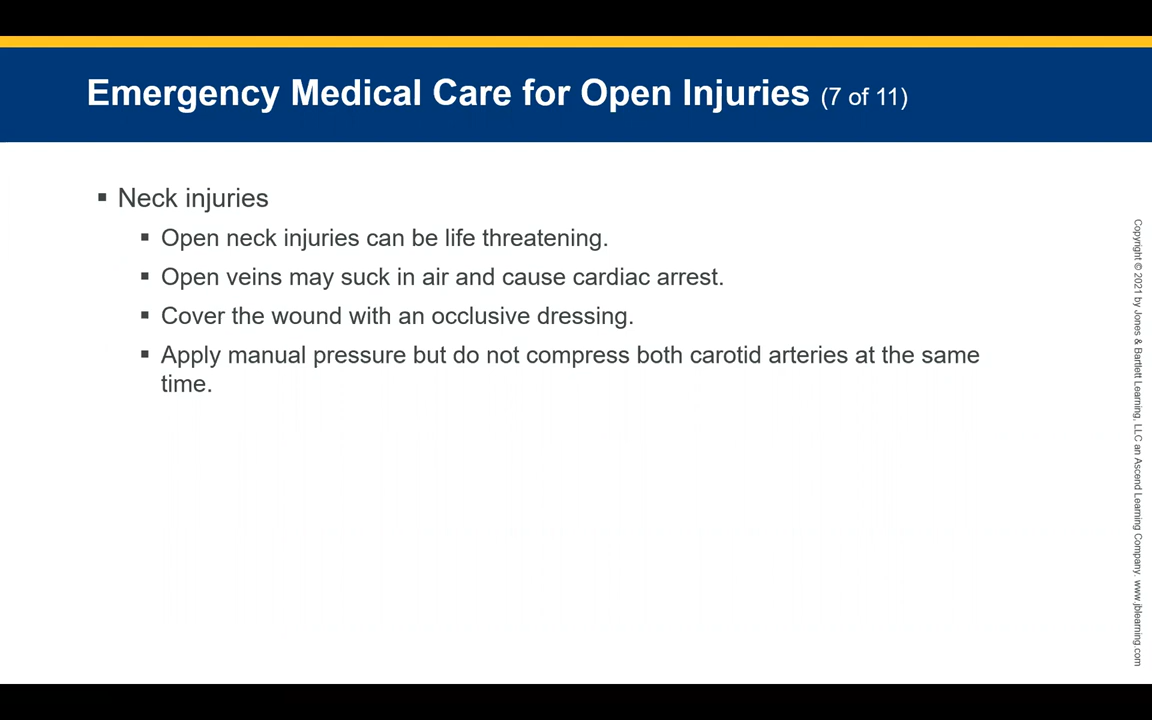 Emergency Medical Care for Open Injuries (7 of 11)
▪ Neck injuries
▪ Open neck injuries can be life threatening.
▪ Open veins may suck in air and cause cardiac arrest.
▪ Cover the wound with an occlusive dressing.
▪ Apply manual pressure but do not compress both carotid arteries at the same
time.
Copyright © 2021 by Jones & Bartlett Learning, LLC an Ascend Learning Company. www.jblearning.com